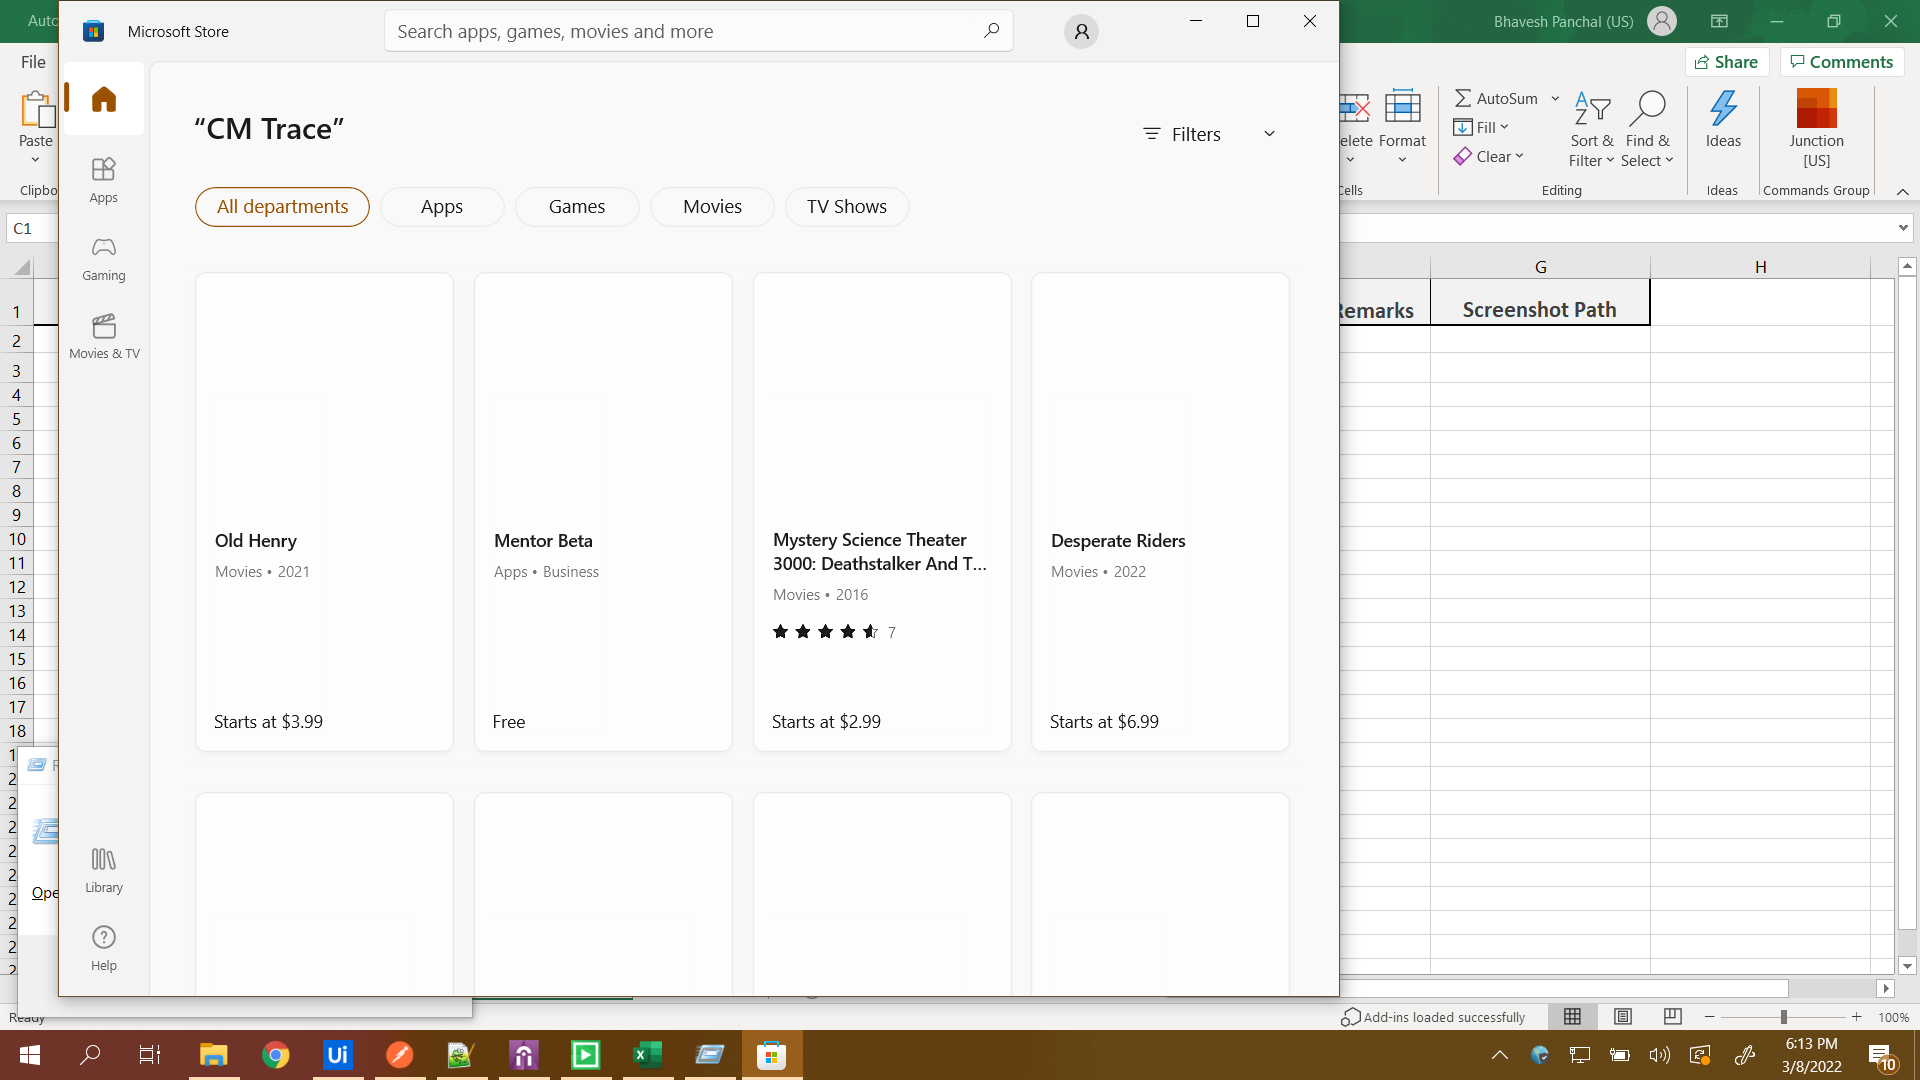 Auto
Bhavesh Panchal (US)
Microsoft Store
Search apps, games, movies and more
File
Share
Comments
Paste
AutoSum
Fill
Clear
Sort &
Filter
Find &
Select
Format
Ideas
Junction
[US]
Editing
Ideas
Commands Group
C1
Apps
Gaming
Movies & TV
Library
Help
“CM Trace”
Filters
All departments
Apps
Games
Movies
TV Shows
Old Henry
Movies • 2021
Starts at $3.99
Mentor Beta
Apps • Business
Free
Mystery Science Theater
3000: Deathstalker And T...
Movies • 2016
7
Starts at $2.99
Desperate Riders
Movies • 2022
Starts at $6.99
G
H
Remarks
Screenshot Path
1
2
3
4
5
6
7
8
9
10
11
12
13
14
15
16
17
18
Ready
Add-ins loaded successfully
100%
Ui
6:13 PM
3/8/2022
10